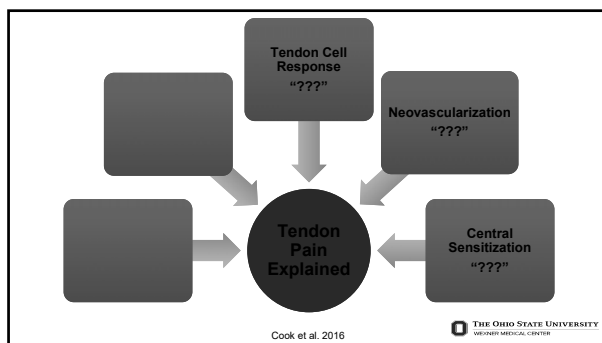 Tendon Cell
Response
“???”
Neovascularization
“???”
Central
Sensitization
“???”
Tendon
Pain
Explained
Cook et al. 2016
THE OHIO STATE UNIVERSITY
WEXNER MEDICAL CENTER